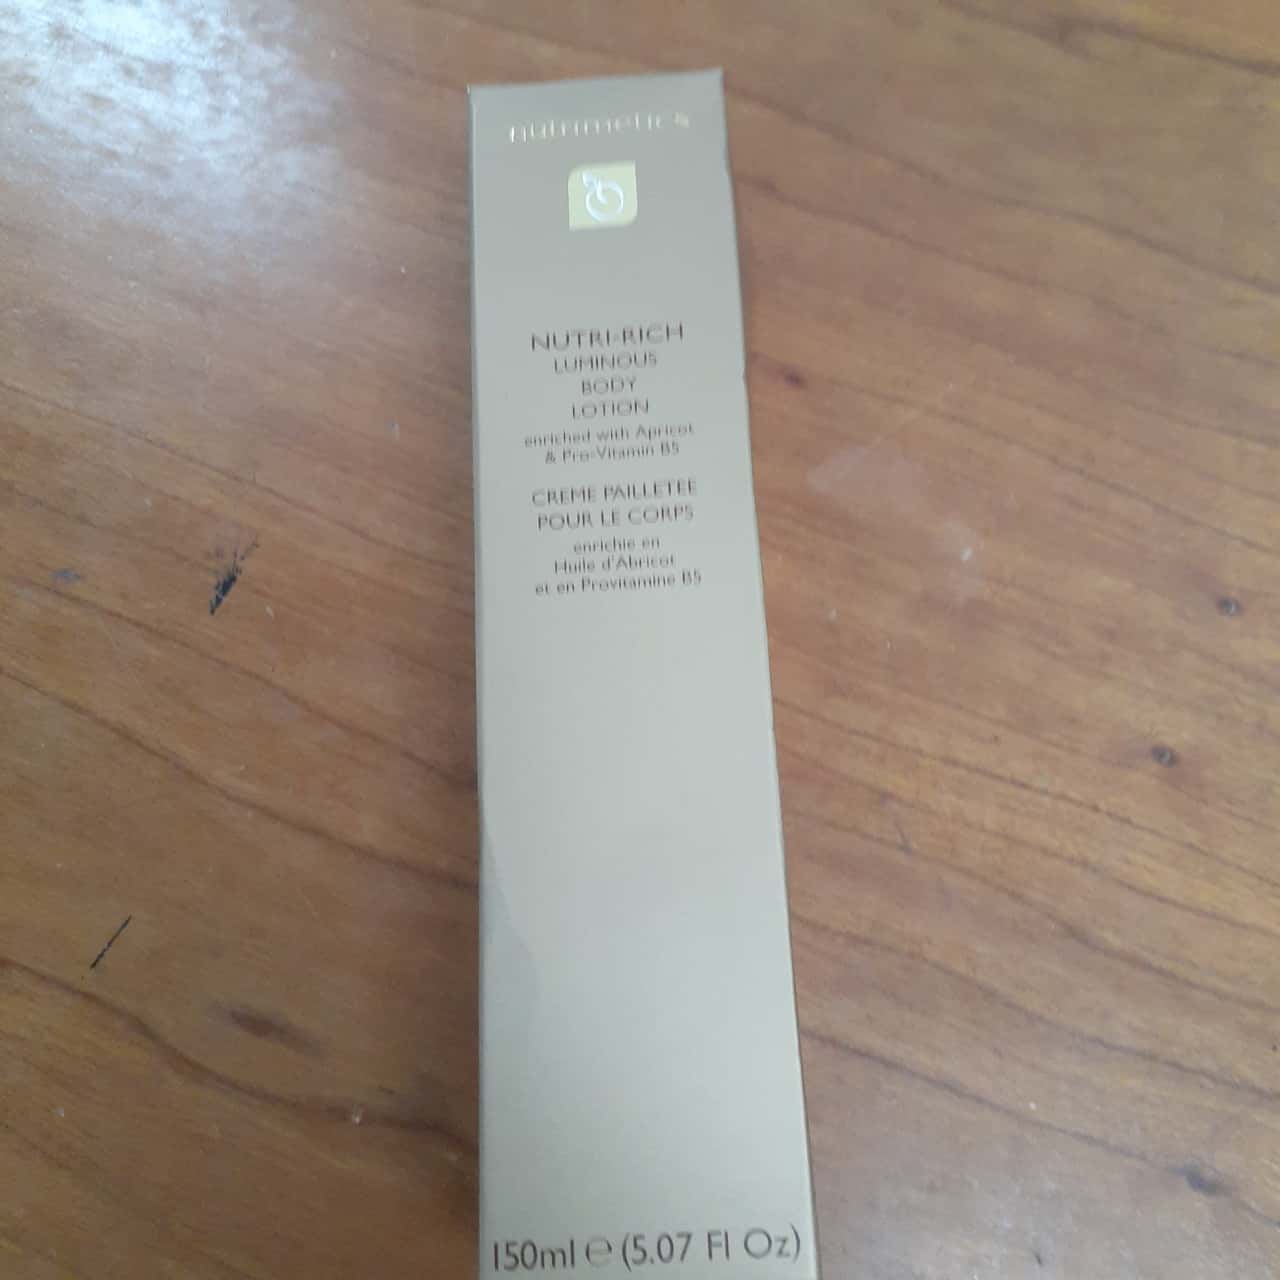 nutrimetics
NUTRI-RICH
LUMINOUS
BODY
LOTION
enriched with Apricot
& Pro-Vitamin B5
CREME PAILLETEE
POUR LE CORPS
enrichie en
Huile d'Abricot
et en Provitamine B5
150ml ℮ (5.07 Fl Oz)